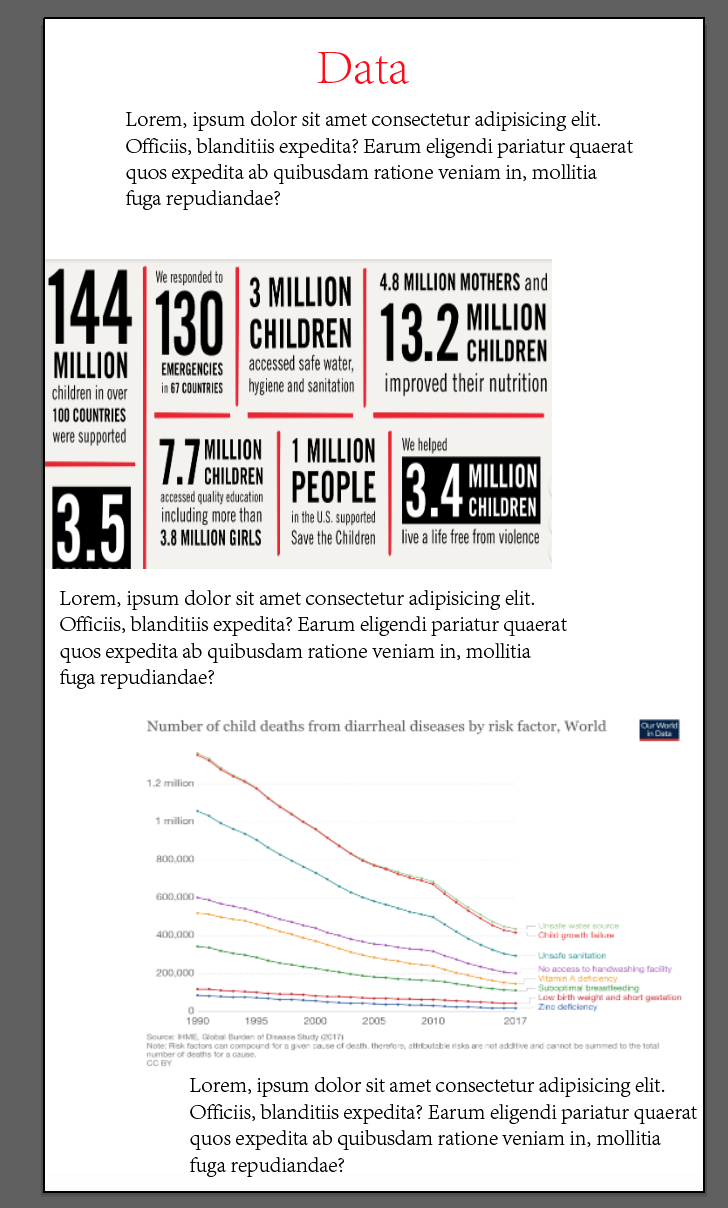 Data
Lorem, ipsum dolor sit amet consectetur adipisicing elit.
Officiis, blanditiis expedita? Earum eligendi pariatur quaerat
quos expedita ab quibusdam ratione veniam in, mollitia
fuga repudiandae?
144
MILLION
children in over
100 COUNTRIES
were supported
3.5
We responded to
130
EMERGENCIES
in 67 COUNTRIES
3 MILLION
CHILDREN
accessed safe water,
hygiene and sanitation
4.8 MILLION MOTHERS and
13.2 MILLION
CHILDREN
improved their nutrition
7.7 MILLION
CHILDREN
accessed quality education
including more than
3.8 MILLION GIRLS
1 MILLION
PEOPLE
in the U.S. supported
Save the Children
We helped
3.4 MILLION
CHILDREN
live a life free from violence
Lorem, ipsum dolor sit amet consectetur adipisicing elit.
Officiis, blanditiis expedita? Earum eligendi pariatur quaerat
quos expedita ab quibusdam ratione veniam in, mollitia
fuga repudiandae?
Number of child deaths from diarrheal diseases by risk factor, World
Our World
in Data
1.2 million
1 million
800,000
600,000
400,000
200,000
0
1990 1995 2000 2005 2010 2017
Unsafe water source
Child growth failure
Unsafe sanitation
No access to handwashing facility
Vitamin A deficiency
Suboptimal breastfeeding
Low birth weight and short gestation
Zinc deficiency
Source: IHME, Global Burden of Disease Study (2017)
Note: Risk factors can compound for a given cause of death, therefore, attributable risks are not additive and cannot be summed to the total
number of deaths for a cause.
CC BY
Lorem, ipsum dolor sit amet consectetur adipisicing elit.
Officiis, blanditiis expedita? Earum eligendi pariatur quaerat
quos expedita ab quibusdam ratione veniam in, mollitia
fuga repudiandae?